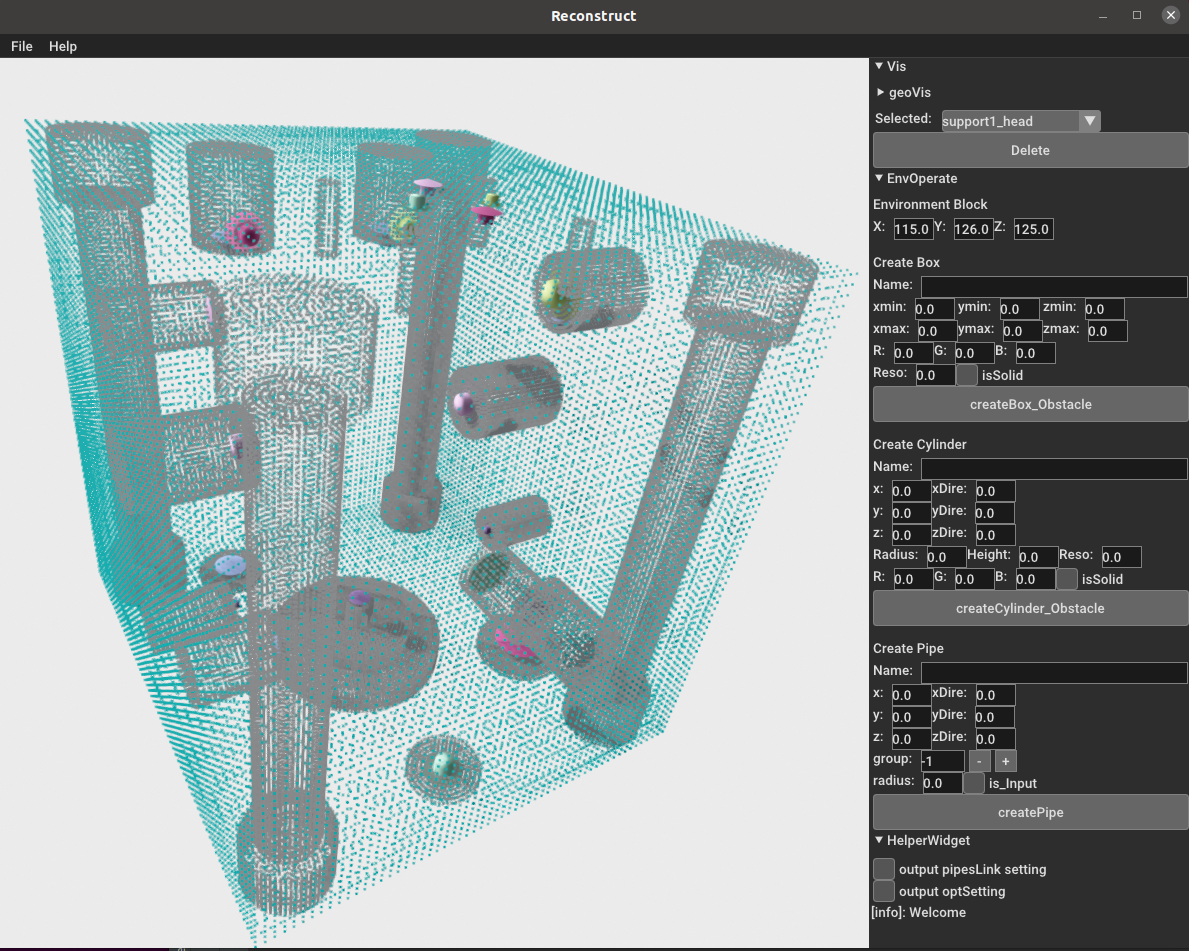 Reconstruct
File Help
Vis
geoVis
Selected: support1_head
Delete
EnvOperate
Environment Block
X: 115.0 Y: 126.0 Z: 125.0
Create Box
Name:
xmin: 0.0 ymin: 0.0 zmin: 0.0
xmax: 0.0 ymax: 0.0 zmax: 0.0
R: 0.0 G: 0.0 B: 0.0
Reso: 0.0 isSolid
createBox_Obstacle
Create Cylinder
Name:
x: 0.0 xDire: 0.0
y: 0.0 yDire: 0.0
z: 0.0 zDire: 0.0
Radius: 0.0 Height: 0.0 Reso: 0.0
R: 0.0 G: 0.0 B: 0.0 isSolid
createCylinder_Obstacle
Create Pipe
Name:
x: 0.0 xDire: 0.0
y: 0.0 yDire: 0.0
z: 0.0 zDire: 0.0
group: -1 - +
radius: 0.0 is_Input
createPipe
HelperWidget
output pipesLink setting
output optSetting
[info]: Welcome